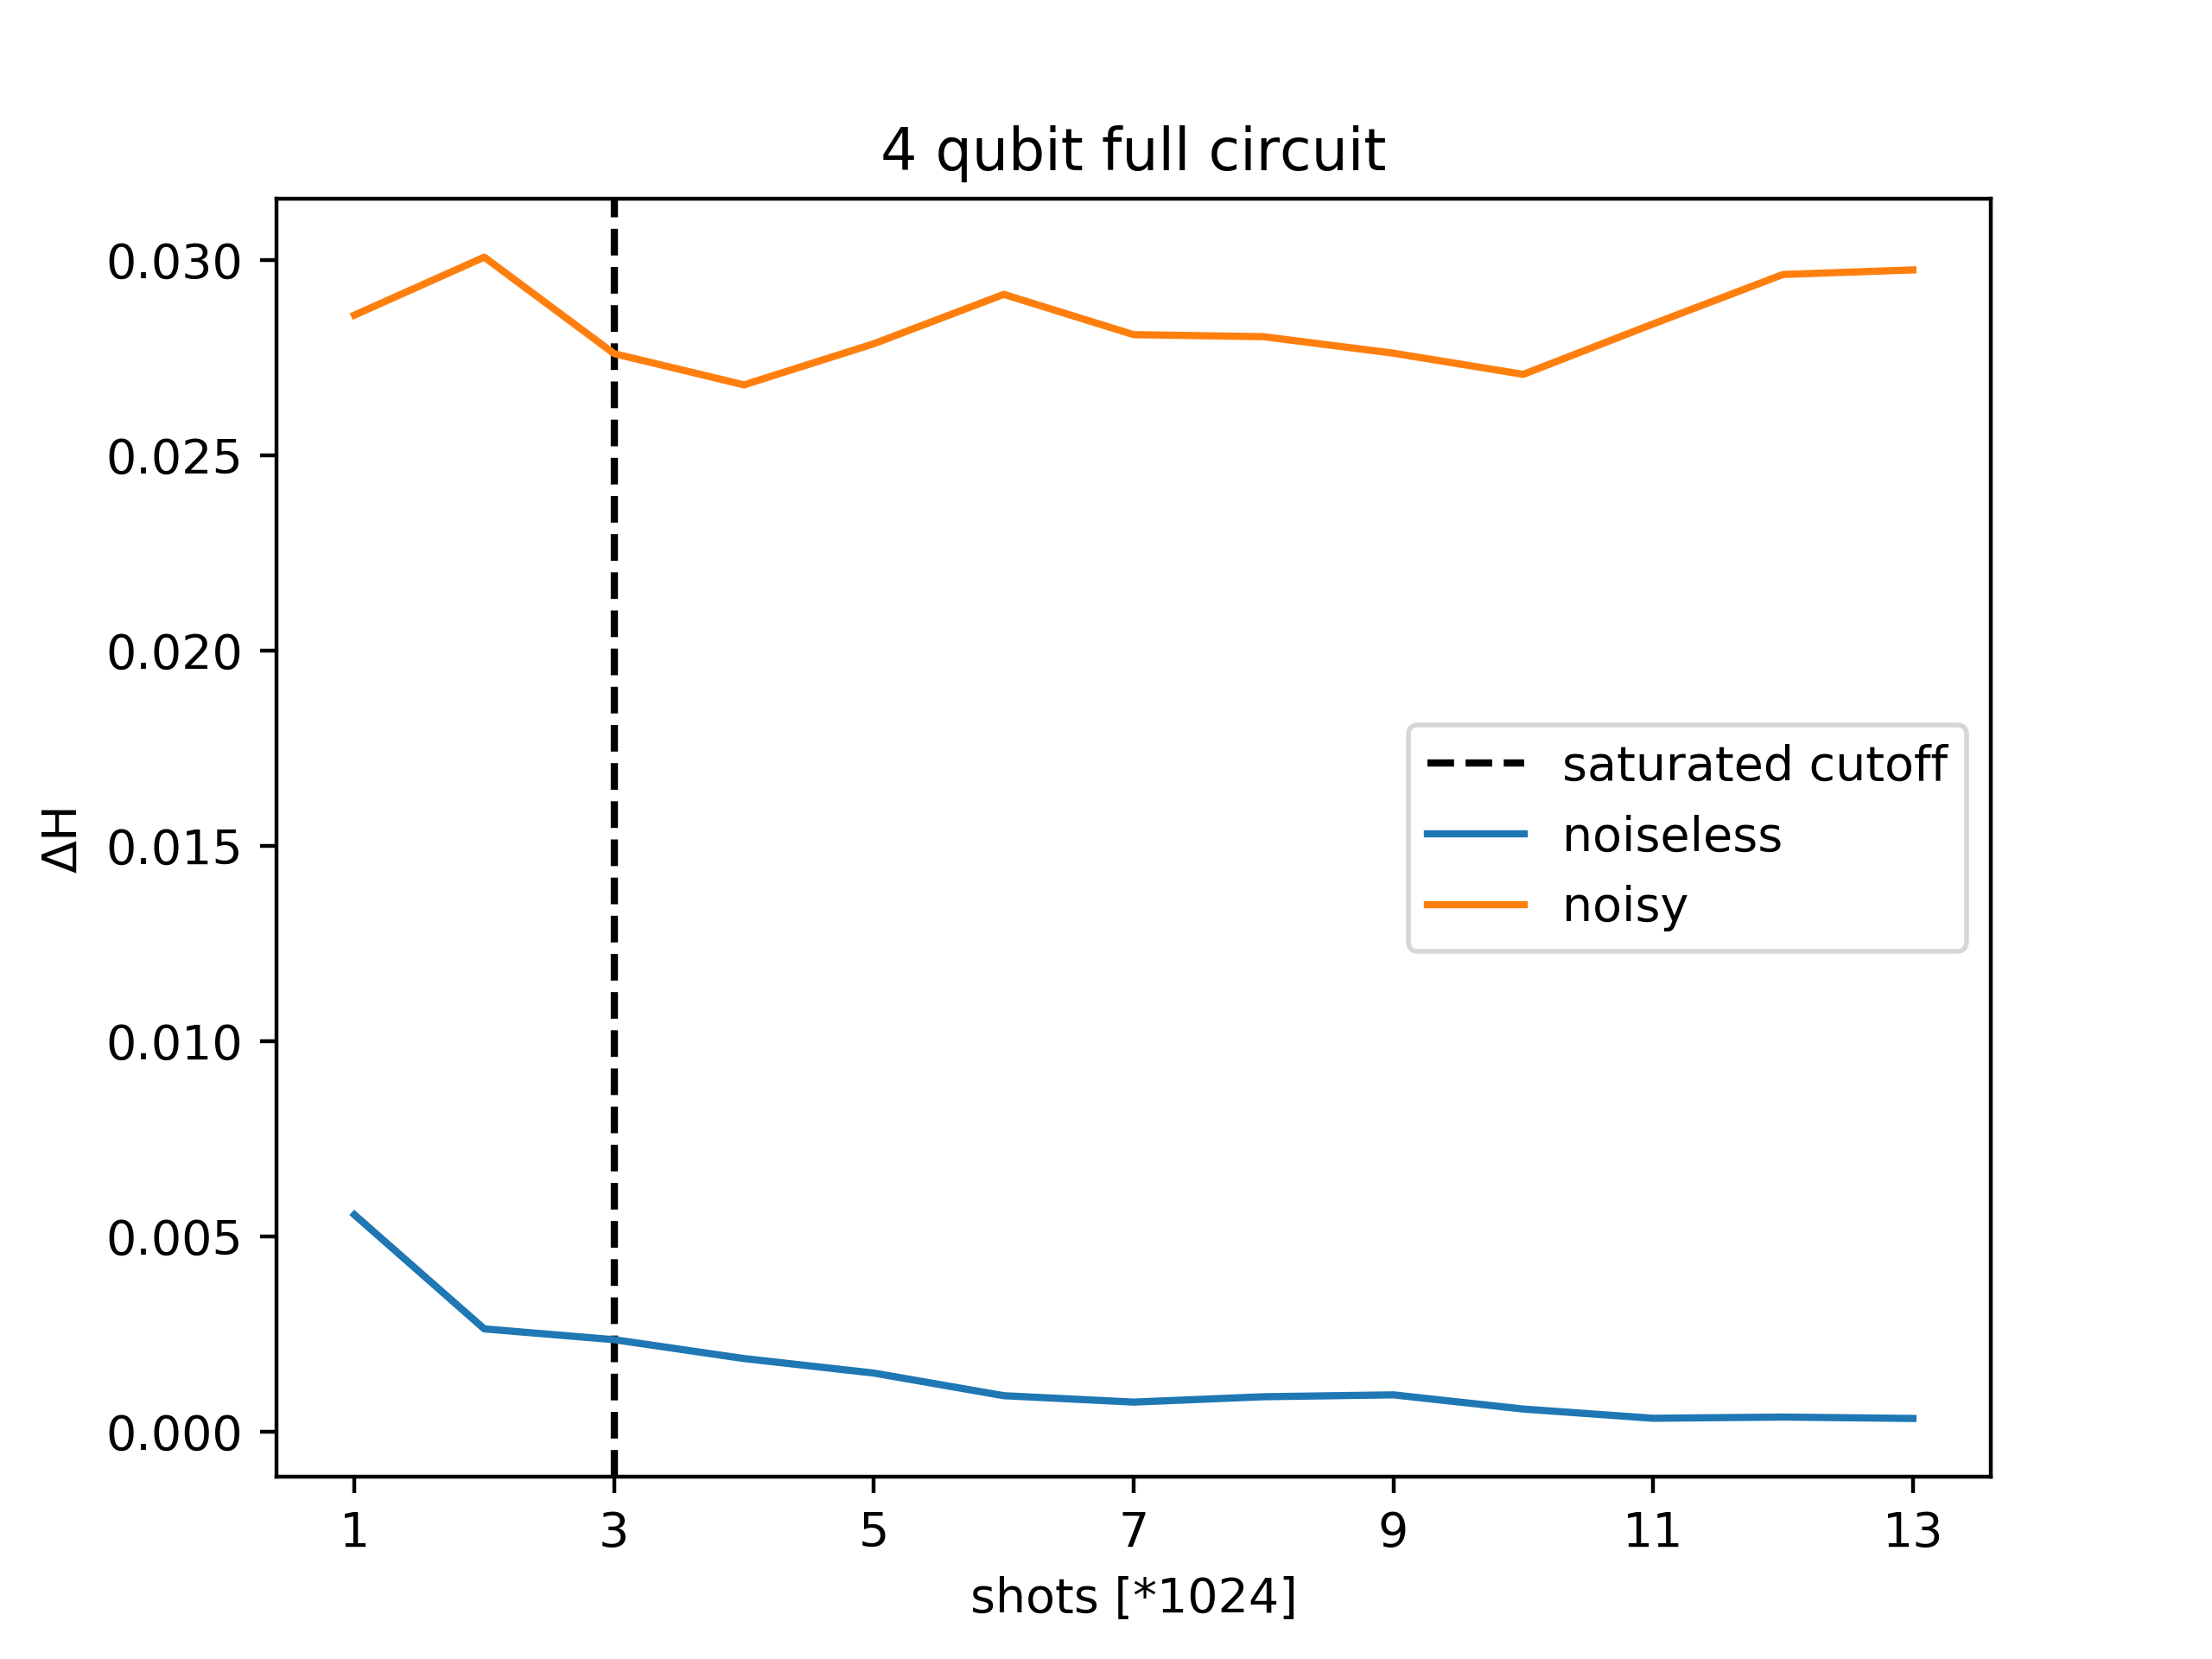 4 qubit full circuit
0.030
0.025
0.020
0.015
0.010
0.005
0.000
ΔH
saturated cutoff
noiseless
noisy
1 3 5 7 9 11 13
shots [*1024]